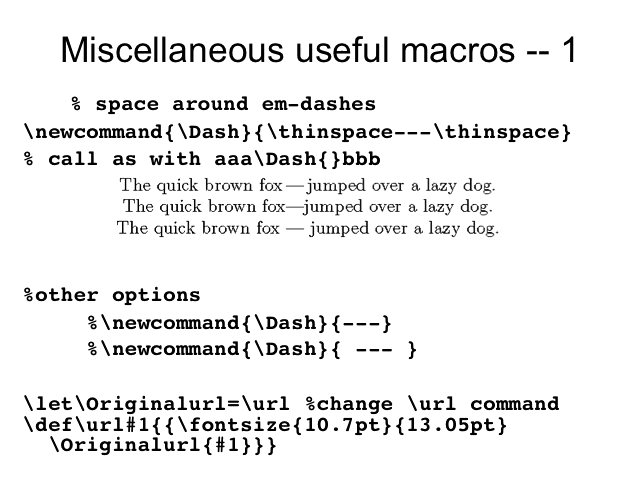 Miscellaneous useful macros -- 1
% space around em-dashes
\newcommand{\Dash}{\thinspace---\thinspace}
% call as with aaa\Dash{}bbb
The quick brown fox — jumped over a lazy dog.
The quick brown fox—jumped over a lazy dog.
The quick brown fox — jumped over a lazy dog.
%other options
%\newcommand{\Dash}{---}
%\newcommand{\Dash}{ --- }
\let\Originalurl=\url %change \url command
\def\url#1{{\fontsize{10.7pt}{13.05pt}
\Originalurl{#1}}}